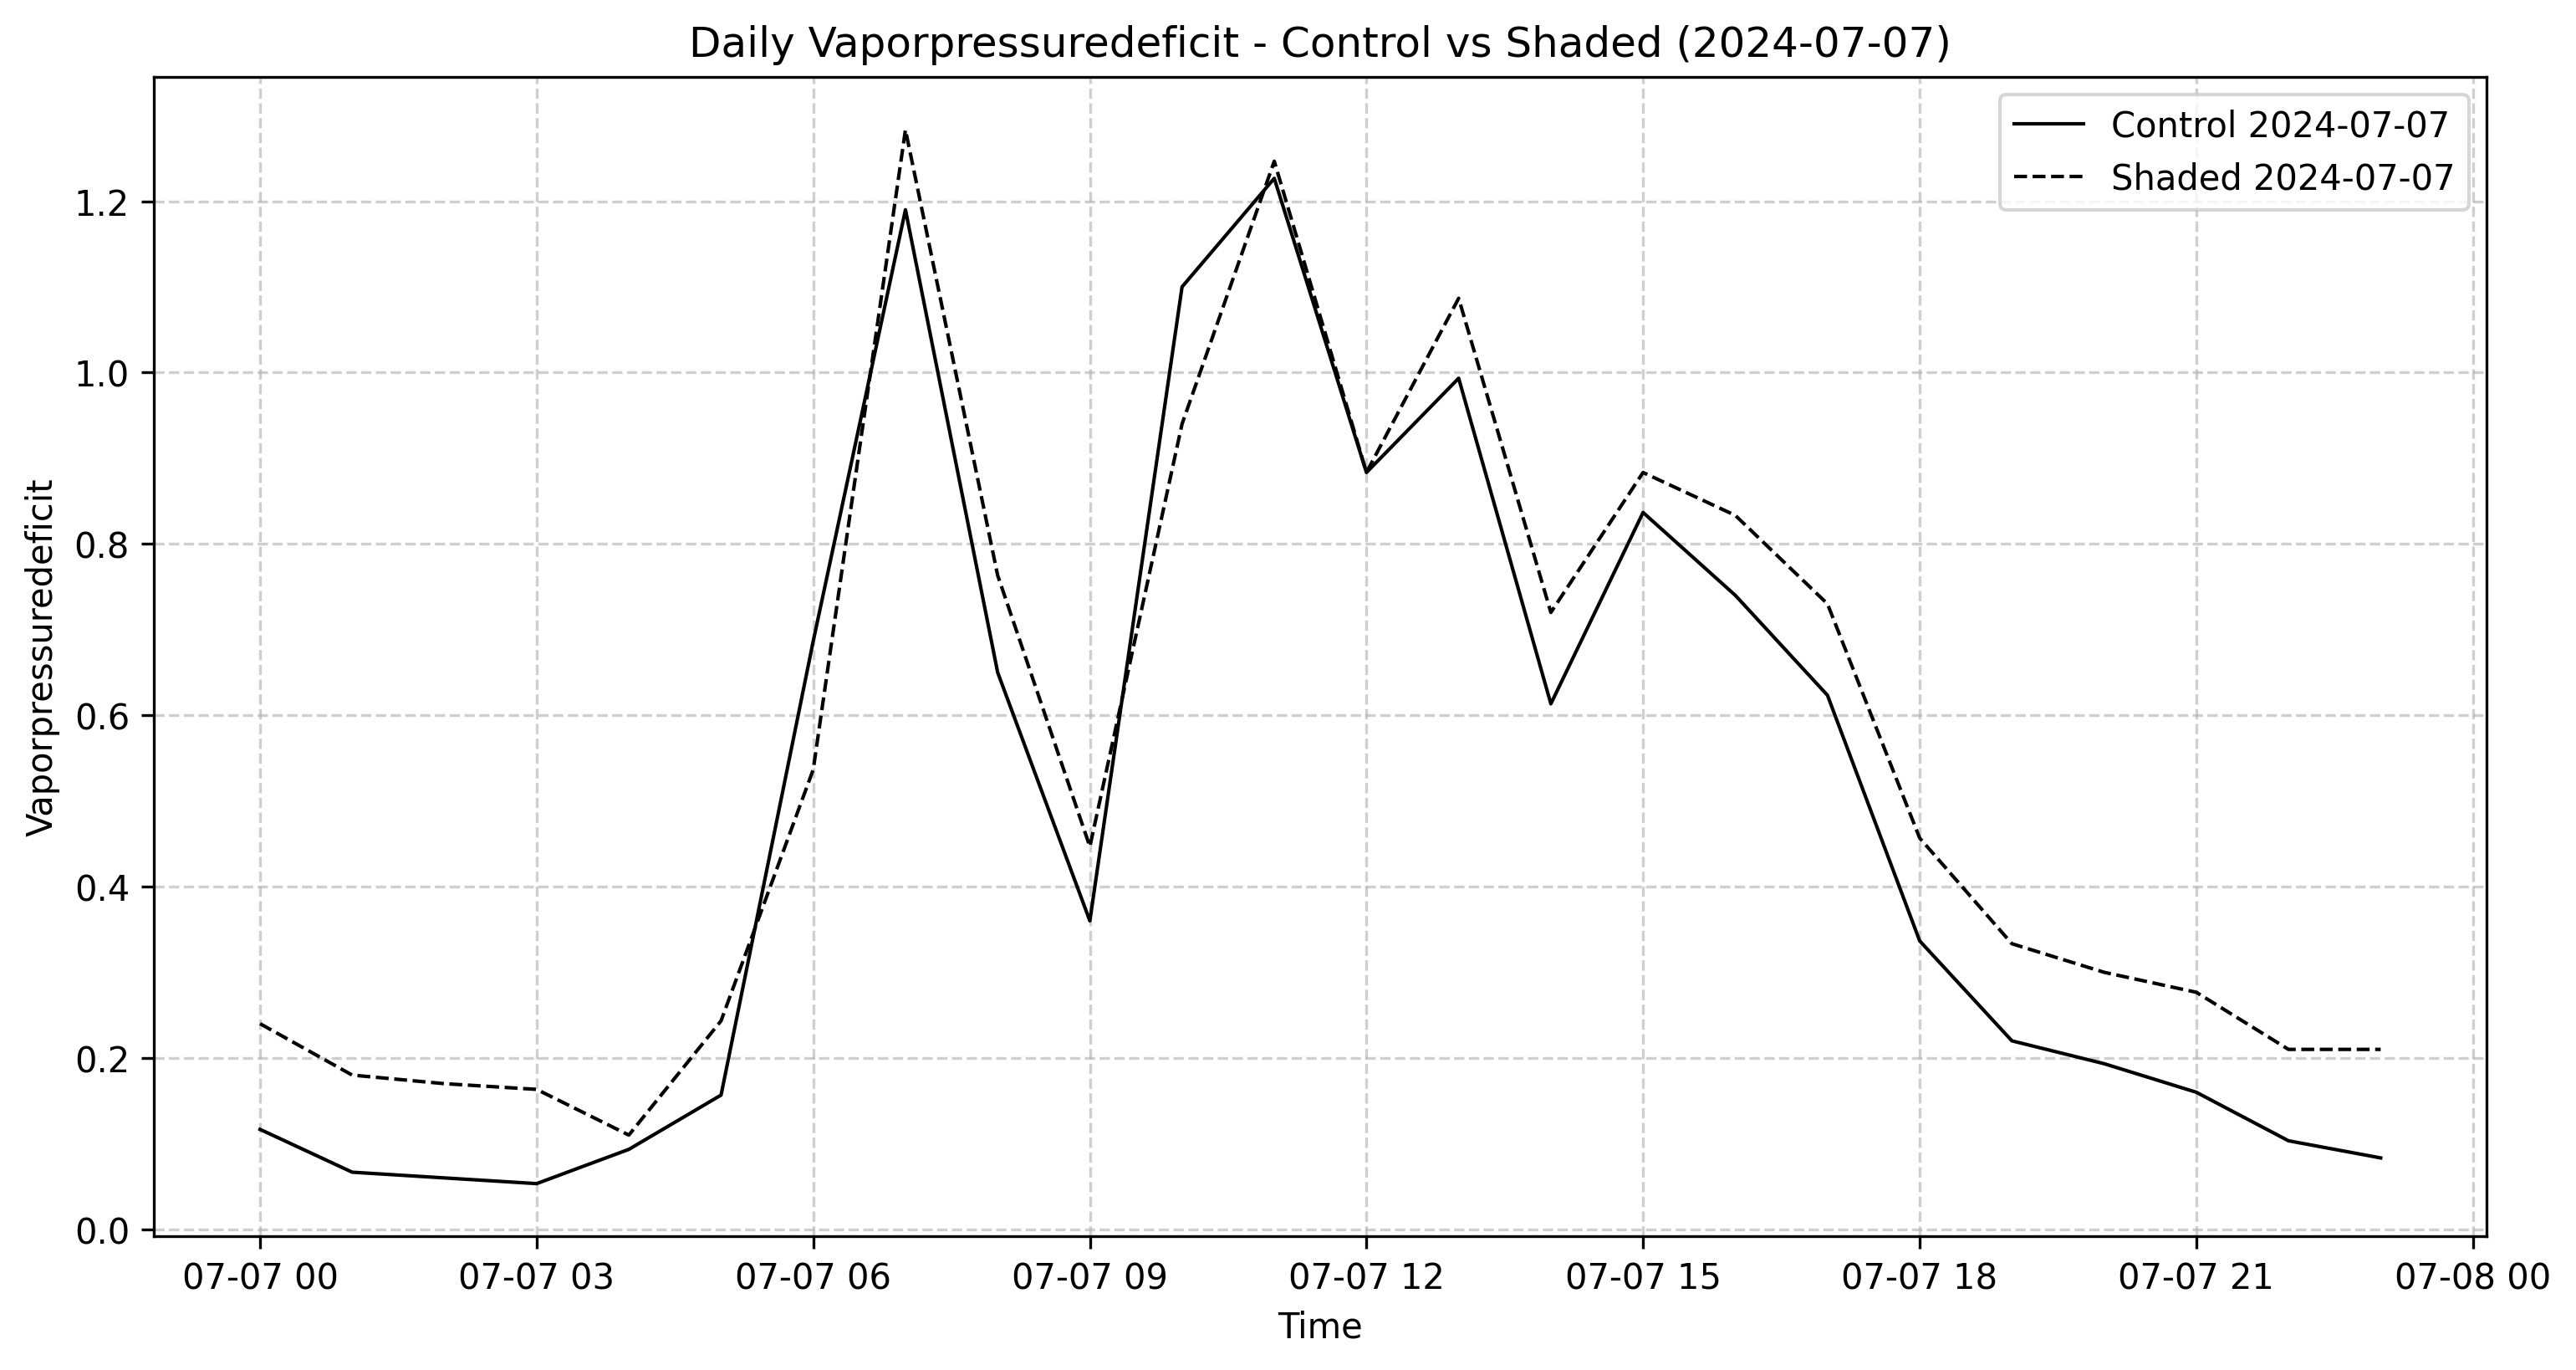 Daily Vaporpressuredeficit - Control vs Shaded (2024-07-07)
Control 2024-07-07
Shaded 2024-07-07
1.2
1.0
0.8
0.6
0.4
0.2
0.0
Vaporpressuredeficit
07-07 00 07-07 03 07-07 06 07-07 09 07-07 12 07-07 15 07-07 18 07-07 21 07-08 00
Time